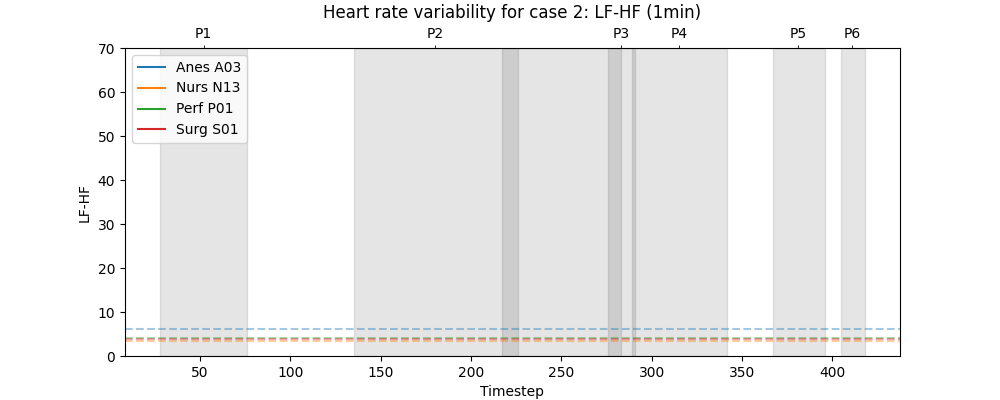 Heart rate variability for case 2: LF-HF (1min)
P1 P2 P3 P4 P5 P6
70
60
50
40
30
20
10
0
LF-HF
Anes A03
Nurs N13
Perf P01
Surg S01
50 100 150 200 250 300 350 400
Timestep